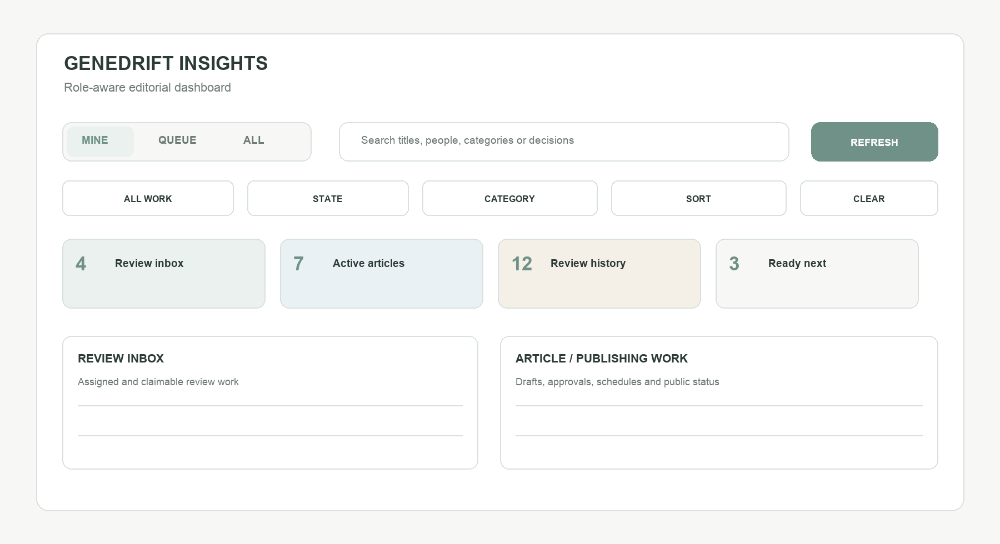 GENEDRIFT INSIGHTS
Role-aware editorial dashboard
MINE QUEUE ALL Search titles, people, categories or decisions REFRESH
ALL WORK STATE CATEGORY SORT CLEAR
4 Review inbox 7 Active articles 12 Review history 3 Ready next
REVIEW INBOX
Assigned and claimable review work
ARTICLE / PUBLISHING WORK
Drafts, approvals, schedules and public status